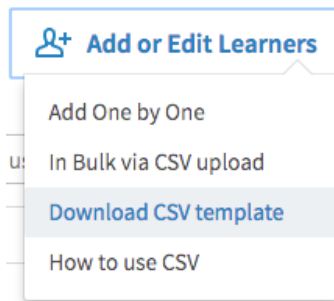 Add or Edit Learners
Add One by One
us
In Bulk via CSV upload
Download CSV template
How to use CSV